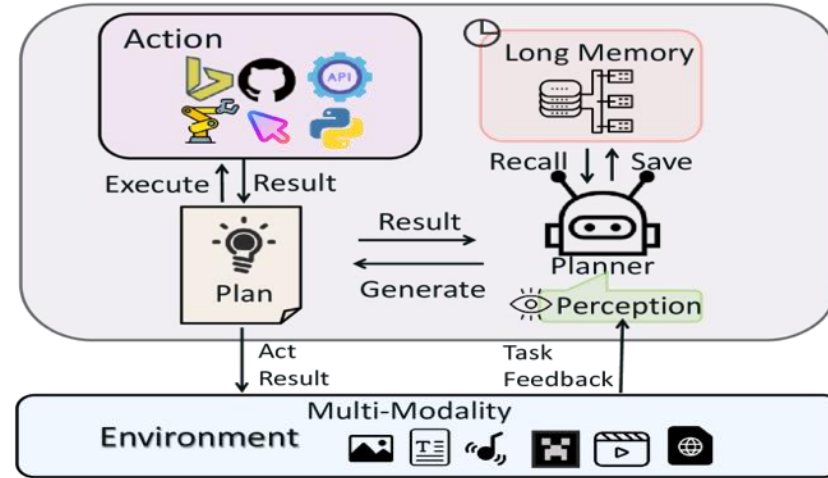 Action
API
Long Memory
Execute
Result
Recall
Save
Plan
Result
Generate
Planner
Perception
Act
Result
Task
Feedback
Multi-Modality
Environment
T